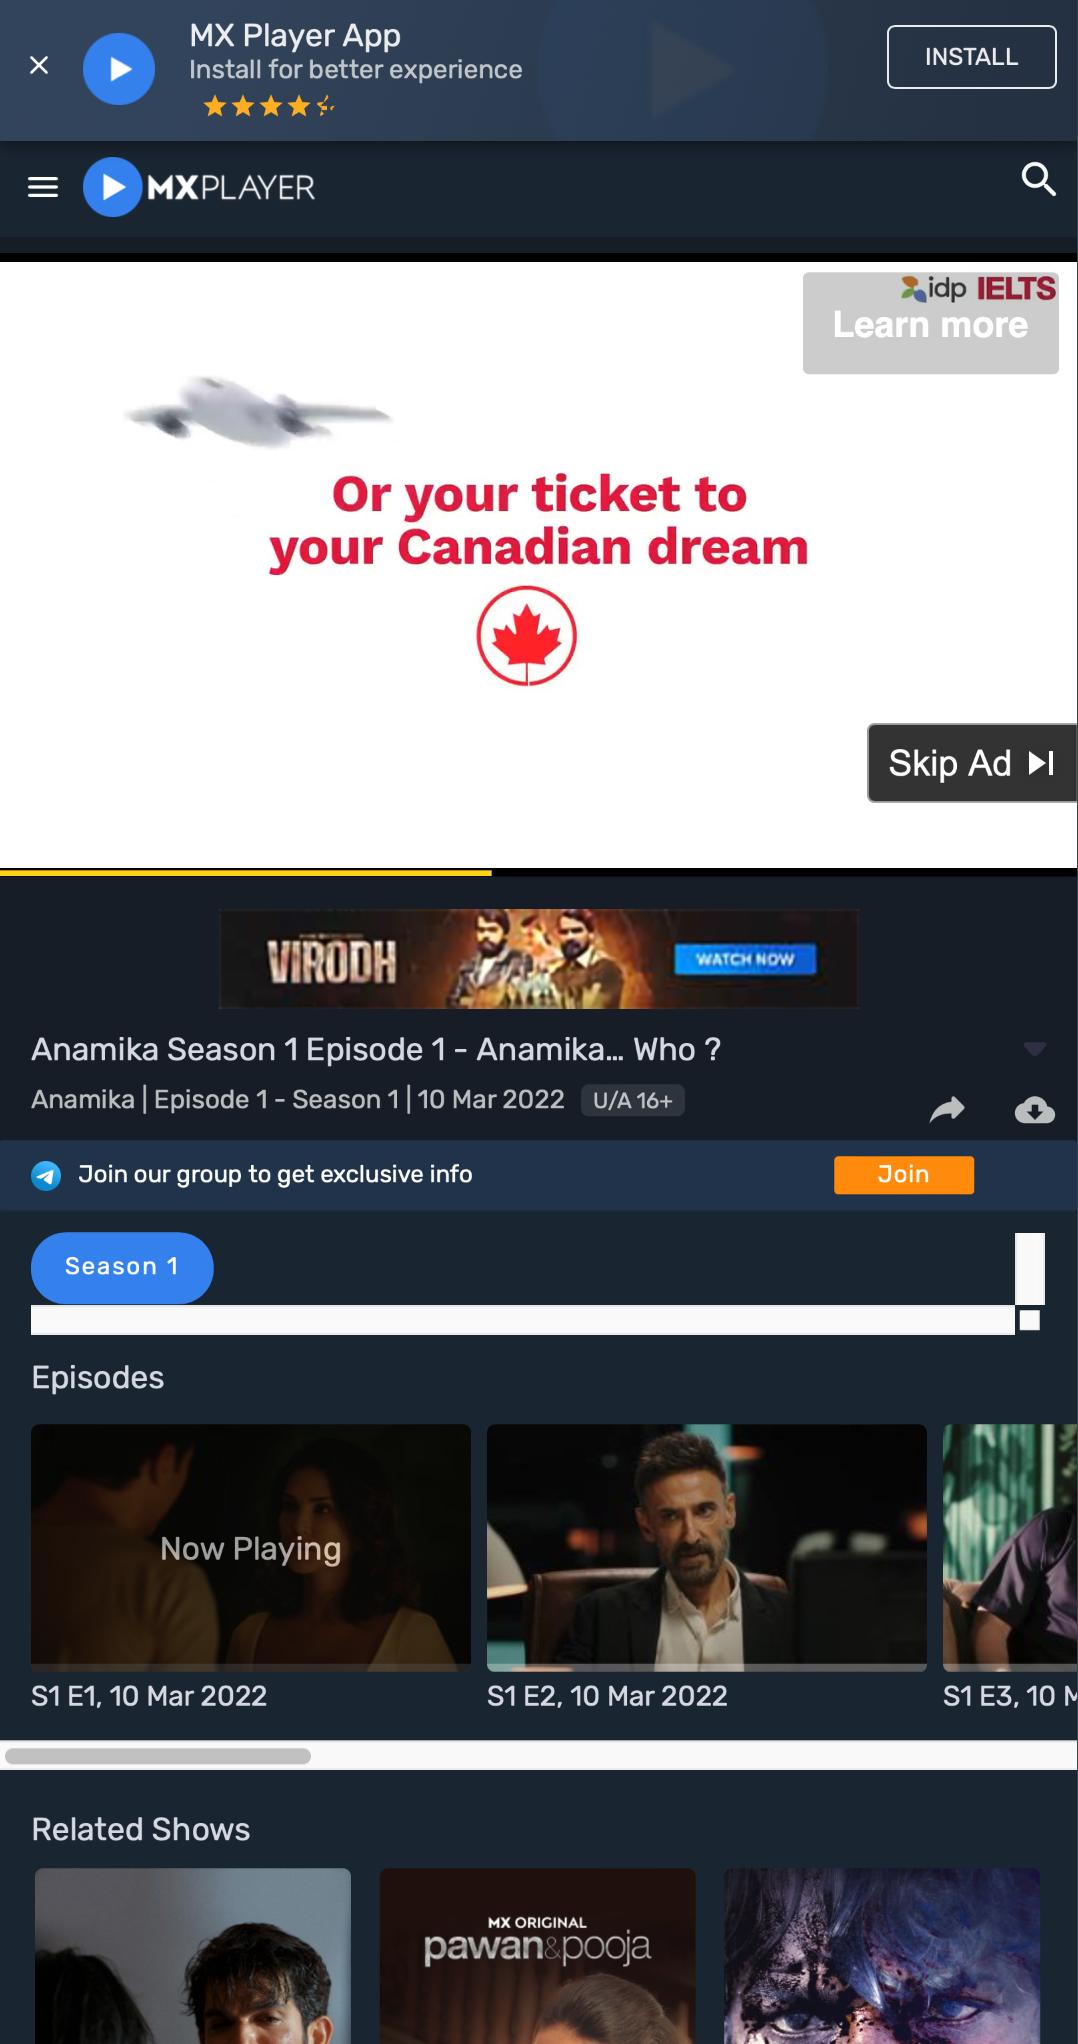 MX Player App
Install for better experience
INSTALL
MXPLAYER
idp IELTS
Learn more
Or your ticket to
your Canadian dream
Skip Ad
VIRODH
WATCH NOW
Anamika Season 1 Episode 1 - Anamika... Who ?
Anamika | Episode 1 - Season 1 | 10 Mar 2022 U/A 16+
Join our group to get exclusive info
Join
Season 1
Episodes
Now Playing
S1 E1, 10 Mar 2022
S1 E2, 10 Mar 2022
S1 E3, 10 M
Related Shows
MX ORIGINAL
pawan&pooja